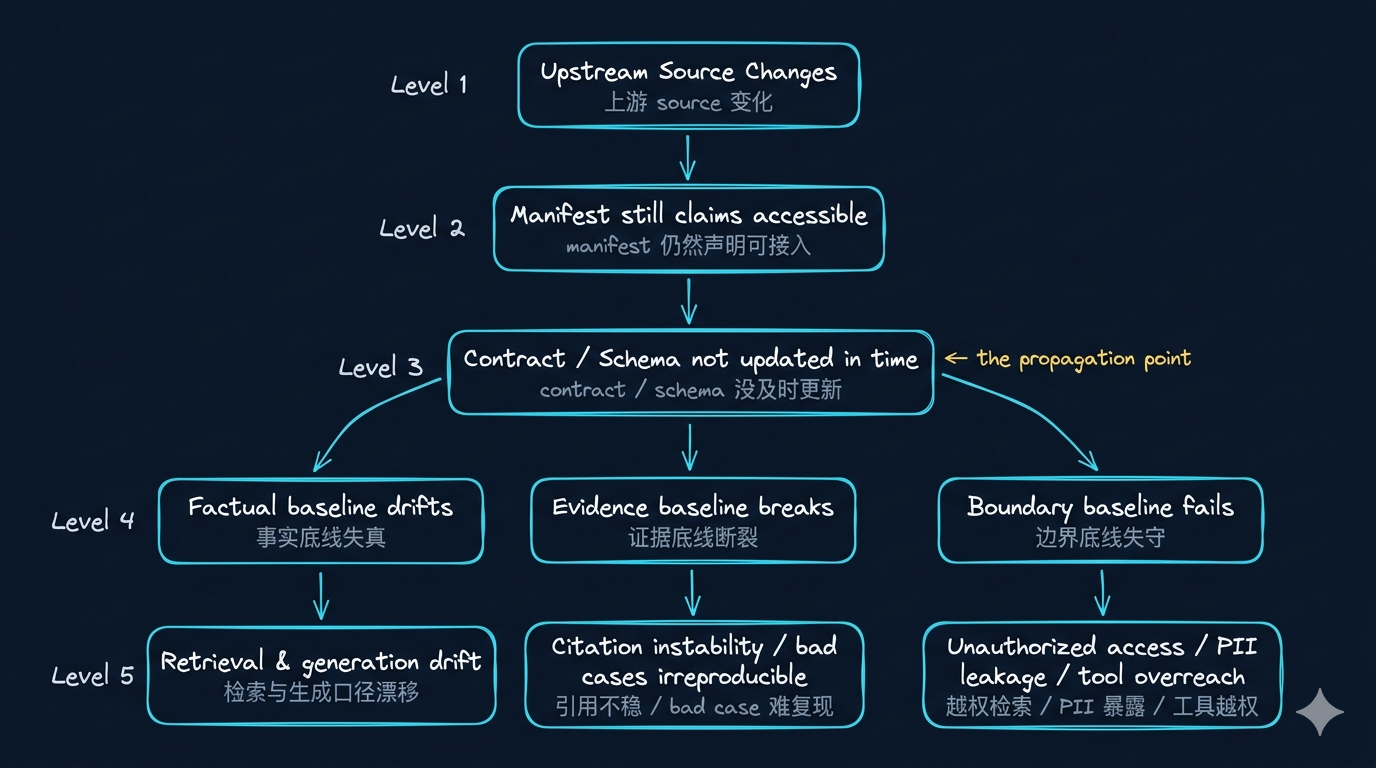 Level 1
Upstream Source Changes
上游 source 变化
Level 2
Manifest still claims accessible
manifest 仍然声明可接入
Level 3
Contract / Schema not updated in time
contract / schema 没及时更新
← the propagation point
Level 4
Factual baseline drifts
事实底线失真
Evidence baseline breaks
证据底线断裂
Boundary baseline fails
边界底线失守
Level 5
Retrieval & generation drift
检索与生成口径漂移
Citation instability / bad
cases irreproducible
引用不稳 / bad case 难复现
Unauthorized access / PII
leakage / tool overreach
越权检索 / PII 暴露 / 工具越权